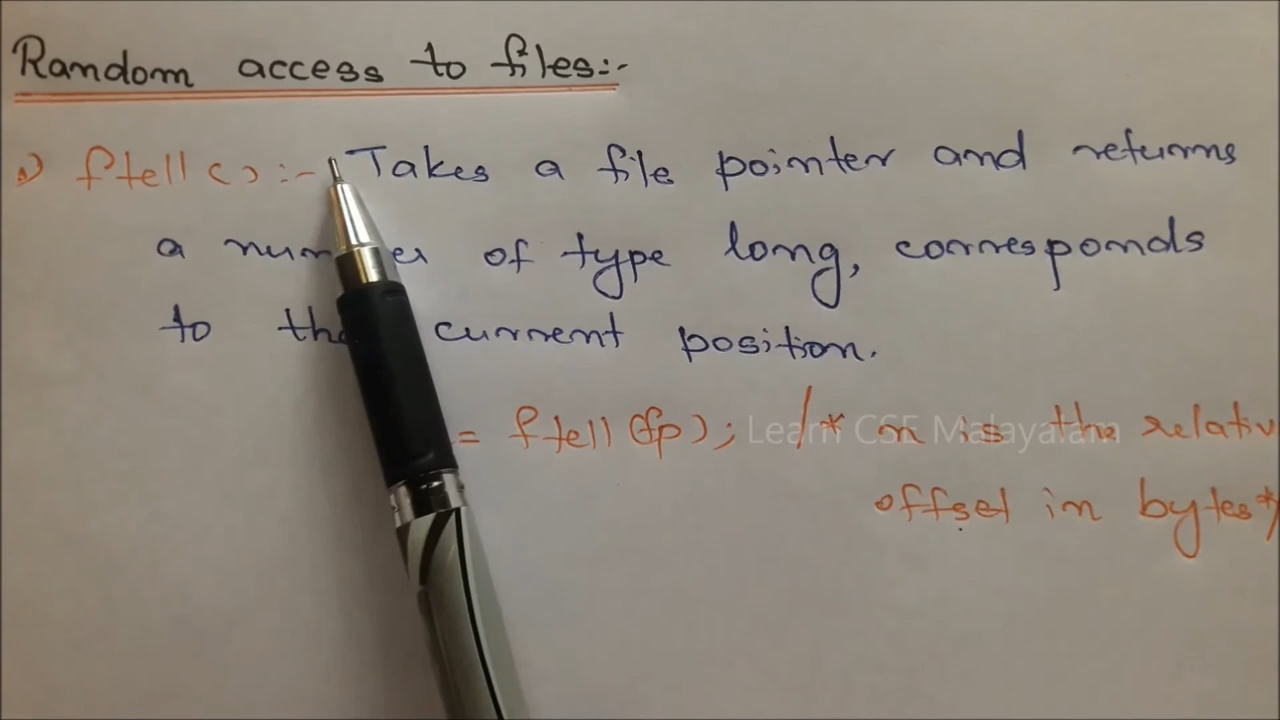 Random access to files:-
1) ftell():- Takes a file pointer and returns
a of type long, corresponds
to the current position.
= ftell(fp); /* n is the relativ
offset in bytes*/
Learn CSE Malayalam